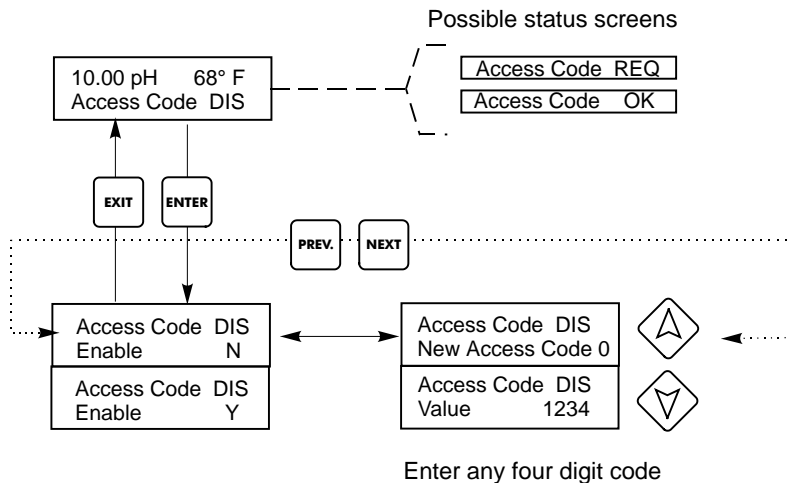 Possible status screens
10.00 pH 68° F
Access Code DIS
Access Code REQ
Access Code OK
EXIT
ENTER
PREV.
NEXT
Access Code DIS
Enable N
Access Code DIS
Enable Y
Access Code DIS
New Access Code 0
Access Code DIS
Value 1234
Enter any four digit code